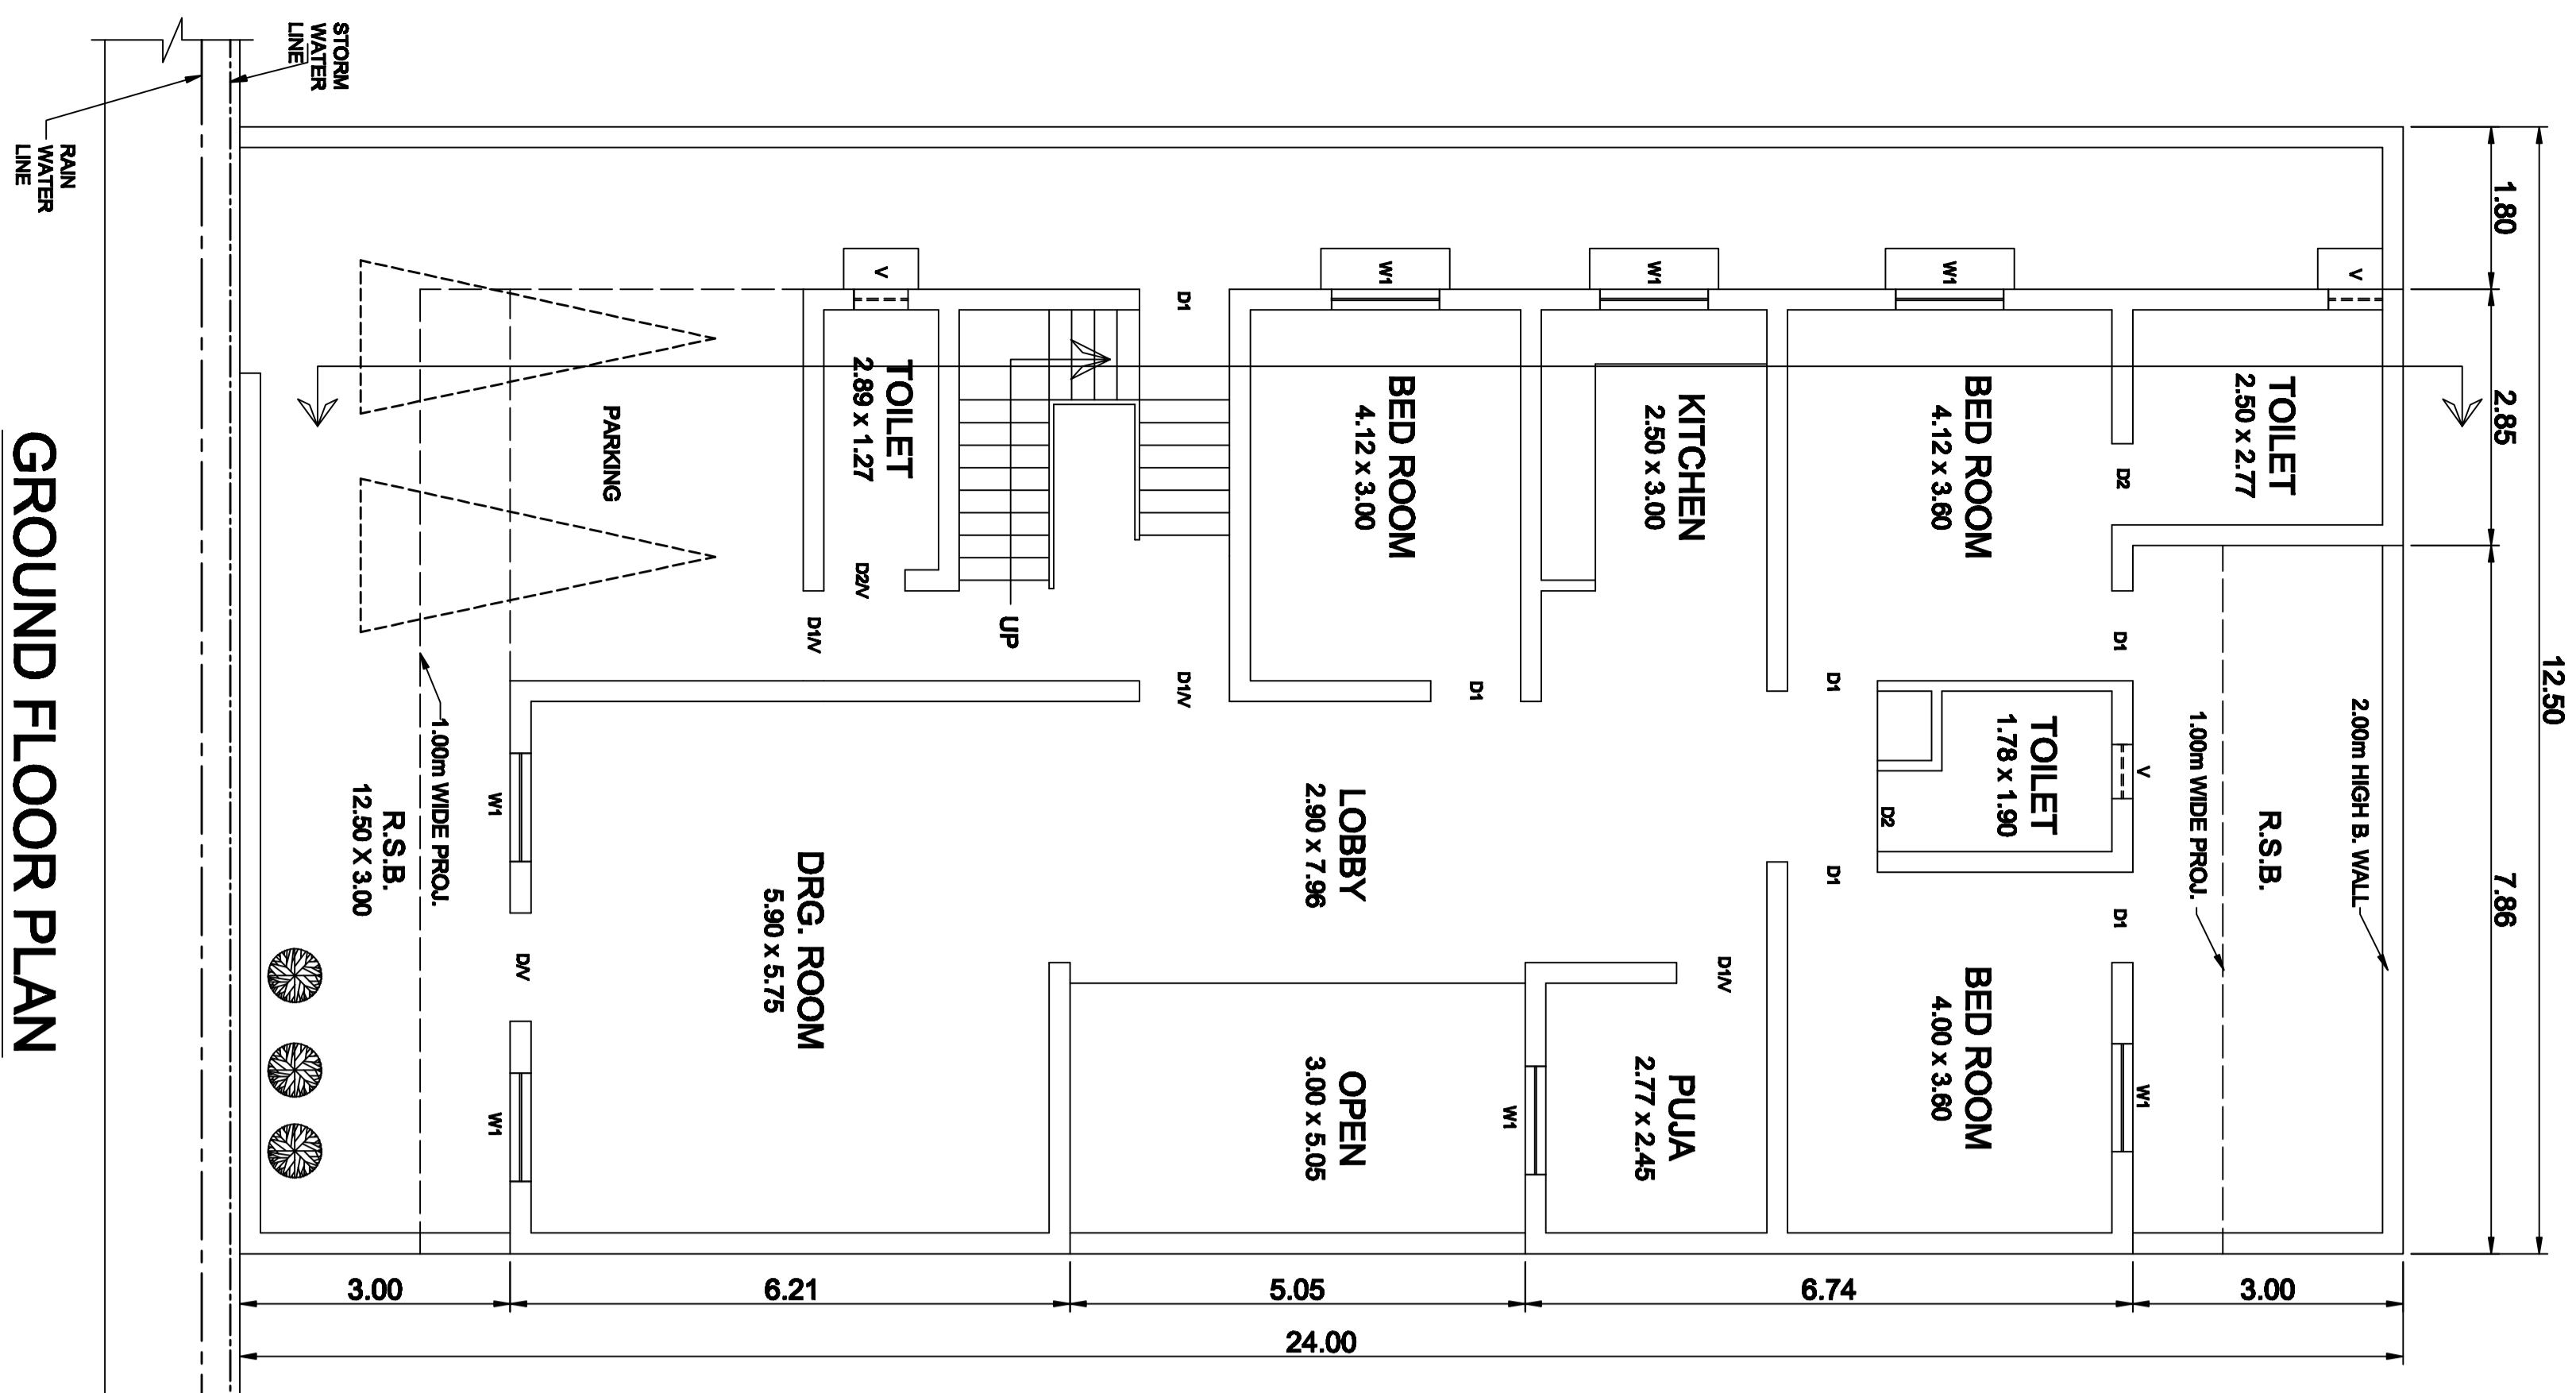 12.50
1.80
2.85
7.86
2.00m HIGH B. WALL
V
TOILET
2.50 x 2.77
R.S.B.
3.00
1.00m WIDE PROJ.
V
W1
D2
D1
D1
TOILET
1.78 x 1.90
W1
BED ROOM
4.12 x 3.60
BED ROOM
4.00 x 3.60
D2
D1
D1
6.74
D1/V
KITCHEN
2.50 x 3.00
W1
PUJA
2.77 x 2.45
W1
D1
BED ROOM
4.12 x 3.00
W1
LOBBY
2.90 x 7.96
OPEN
3.00 x 5.05
5.05
24.00
D1
D1/V
UP
TOILET
2.89 x 1.27
V
D2/V
D1/V
DRG. ROOM
5.90 x 5.75
6.21
PARKING
D/V
W1
W1
1.00m WIDE PROJ.
R.S.B.
12.50 X 3.00
3.00
STORM
WATER
LINE
RAIN
WATER
LINE
GROUND FLOOR PLAN